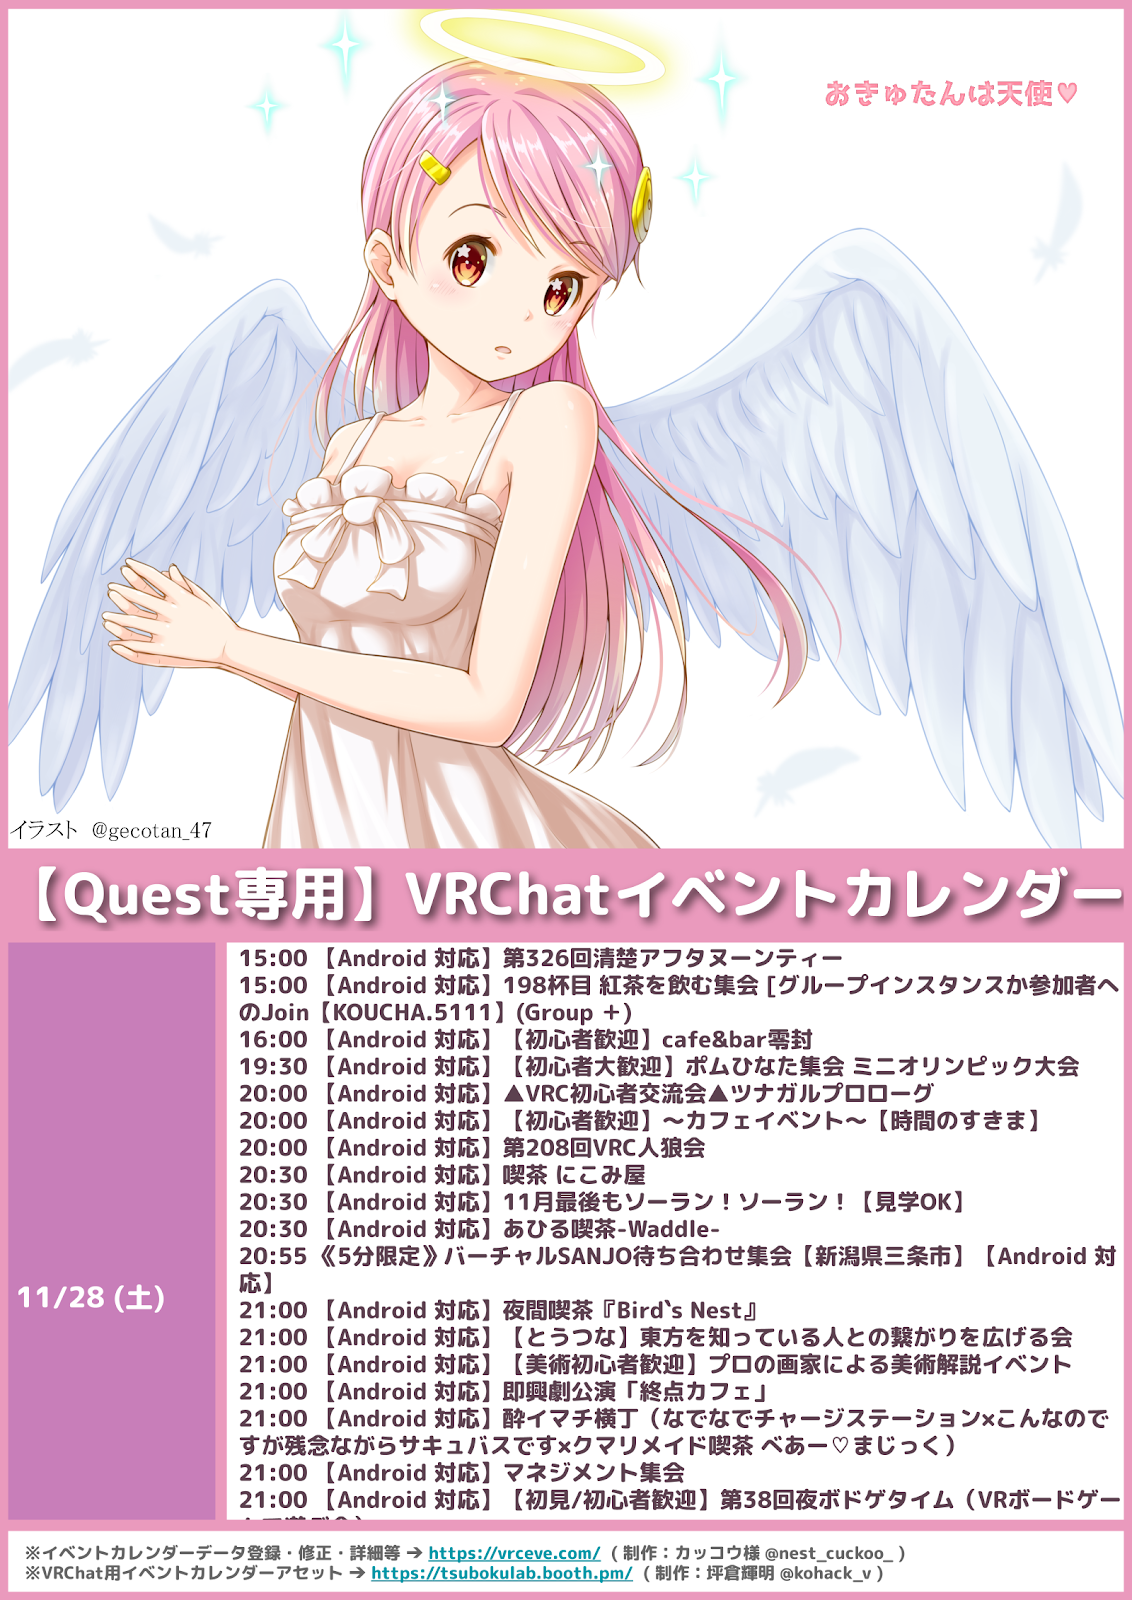 おきゅたんは天使♥
イラスト @gecotan_47
【Quest専用】VRChatイベントカレンダー
11/28 (土)
15:00 【Android 対応】第326回清楚アフタヌーンティー
15:00 【Android 対応】198杯目 紅茶を飲む集会 [グループインスタンスか参加者へ
のJoin【KOUCHA.5111】(Group ＋)
16:00 【Android 対応】【初心者歓迎】cafe&bar零封
19:30 【Android 対応】【初心者大歓迎】ポムひなた集会 ミニオリンピック大会
20:00 【Android 対応】▲VRC初心者交流会▲ツナガルプロローグ
20:00 【Android 対応】【初心者歓迎】～カフェイベント～【時間のすきま】
20:00 【Android 対応】第208回VRC人狼会
20:30 【Android 対応】喫茶 にこみ屋
20:30 【Android 対応】11月最後もソーラン！ソーラン！【見学OK】
20:30 【Android 対応】あひる喫茶-Waddle-
20:55 《5分限定》バーチャルSANJO待ち合わせ集会【新潟県三条市】【Android 対
応】
21:00 【Android 対応】夜間喫茶『Bird`s Nest』
21:00 【Android 対応】【とうつな】東方を知っている人との繋がりを広げる会
21:00 【Android 対応】【美術初心者歓迎】プロの画家による美術解説イベント
21:00 【Android 対応】即興劇公演「終点カフェ」
21:00 【Android 対応】酔イマチ横丁（なでなでチャージステーション×こんなので
すが残念ながらサキュバスです×クマリメイド喫茶 べあー♡まじっく）
21:00 【Android 対応】マネジメント集会
21:00 【Android 対応】【初見/初心者歓迎】第38回夜ボドゲタイム（VRボードゲー
※イベントカレンダーデータ登録・修正・詳細等 ➔ https://vrceve.com/ ( 制作：カッコウ様 @nest_cuckoo_ )
※VRChat用イベントカレンダーアセット ➔ https://tsubokulab.booth.pm/ ( 制作：坪倉輝明 @kohack_v )